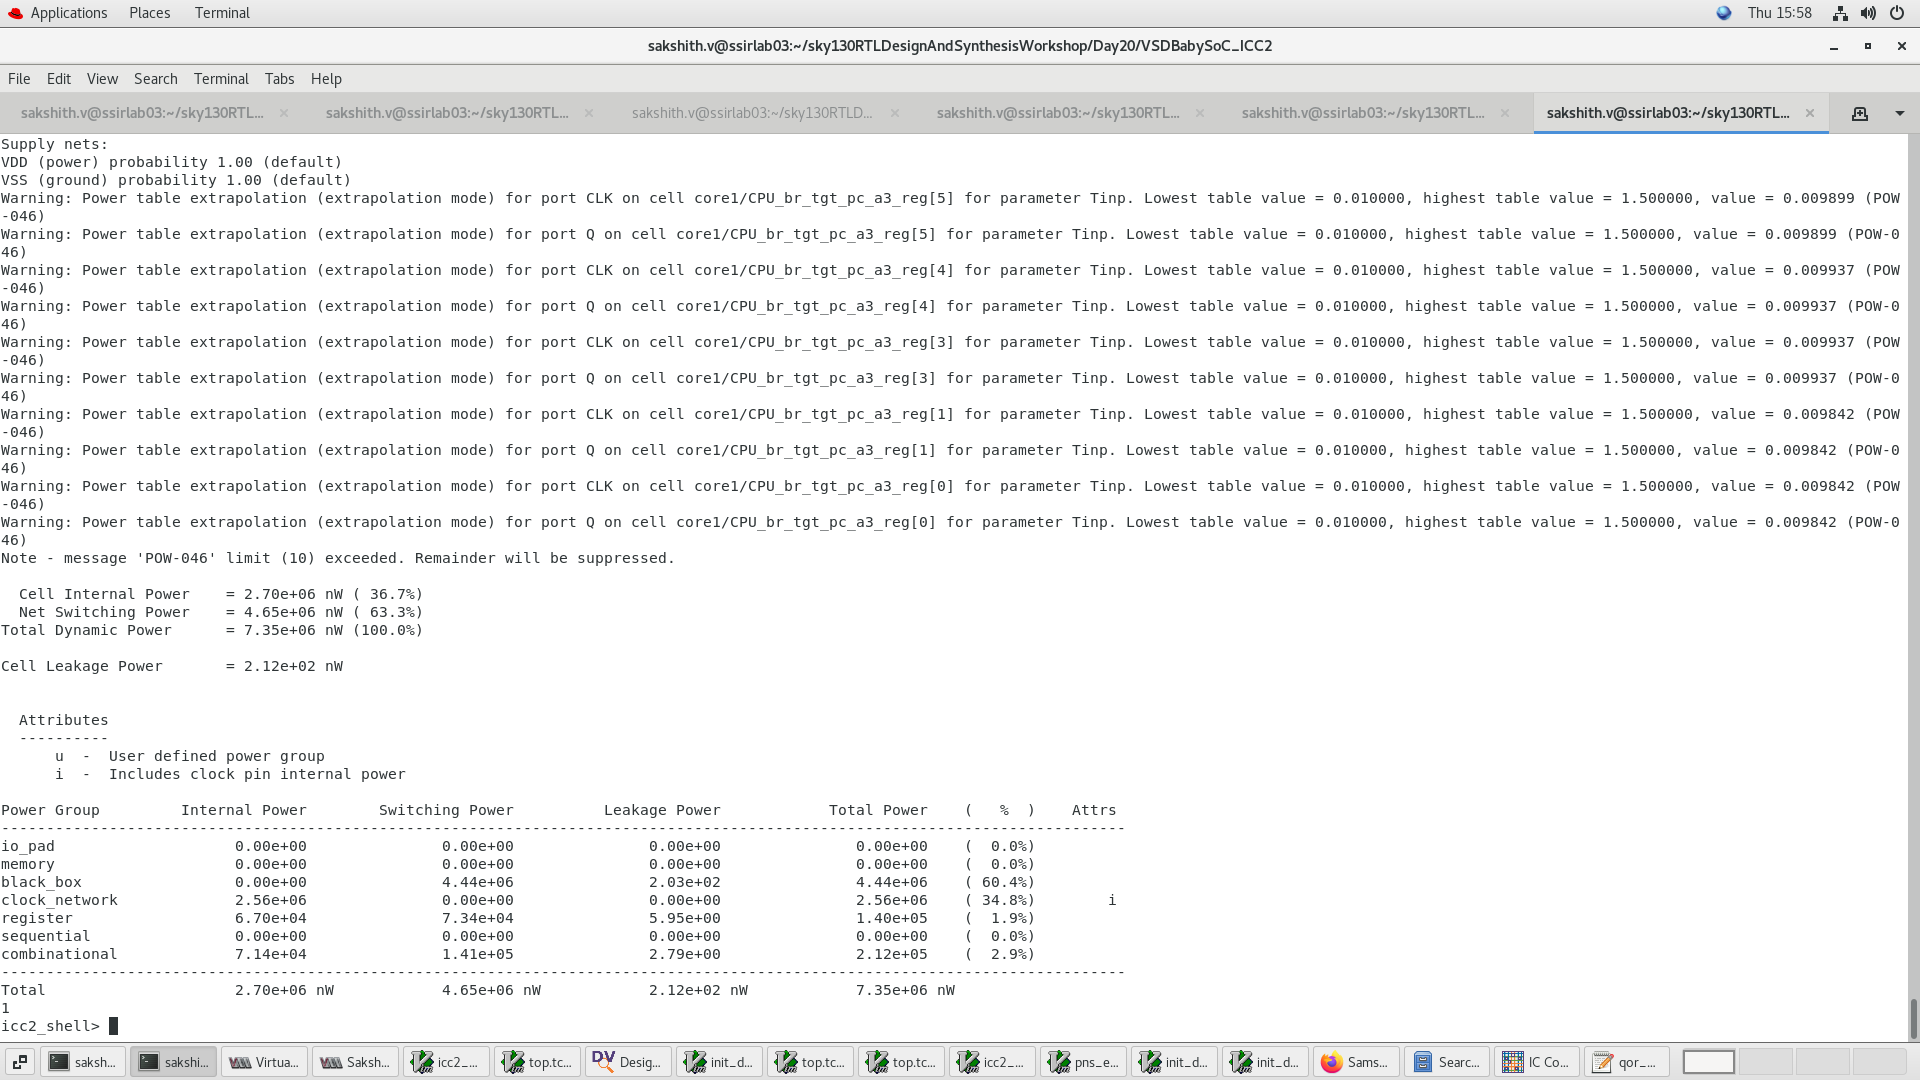 Applications Places Terminal Thu 15:58
sakshith.v@ssirlab03:~/sky130RTLDesignAndSynthesisWorkshop/Day20/VSDBabySoC_ICC2
File Edit View Search Terminal Tabs Help
sakshith.v@ssirlab03:~/sky130RTL... × sakshith.v@ssirlab03:~/sky130RTL... × sakshith.v@ssirlab03:~/sky130RTLD... × sakshith.v@ssirlab03:~/sky130RTL... × sakshith.v@ssirlab03:~/sky130RTL... × sakshith.v@ssirlab03:~/sky130RTL... ×
Supply nets:
VDD (power) probability 1.00 (default)
VSS (ground) probability 1.00 (default)
Warning: Power table extrapolation (extrapolation mode) for port CLK on cell core1/CPU_br_tgt_pc_a3_reg[5] for parameter Tinp. Lowest table value = 0.010000, highest table value = 1.500000, value = 0.009899 (POW
-046)
Warning: Power table extrapolation (extrapolation mode) for port Q on cell core1/CPU_br_tgt_pc_a3_reg[5] for parameter Tinp. Lowest table value = 0.010000, highest table value = 1.500000, value = 0.009899 (POW-0
46)
Warning: Power table extrapolation (extrapolation mode) for port CLK on cell core1/CPU_br_tgt_pc_a3_reg[4] for parameter Tinp. Lowest table value = 0.010000, highest table value = 1.500000, value = 0.009937 (POW
-046)
Warning: Power table extrapolation (extrapolation mode) for port Q on cell core1/CPU_br_tgt_pc_a3_reg[4] for parameter Tinp. Lowest table value = 0.010000, highest table value = 1.500000, value = 0.009937 (POW-0
46)
Warning: Power table extrapolation (extrapolation mode) for port CLK on cell core1/CPU_br_tgt_pc_a3_reg[3] for parameter Tinp. Lowest table value = 0.010000, highest table value = 1.500000, value = 0.009937 (POW
-046)
Warning: Power table extrapolation (extrapolation mode) for port Q on cell core1/CPU_br_tgt_pc_a3_reg[3] for parameter Tinp. Lowest table value = 0.010000, highest table value = 1.500000, value = 0.009937 (POW-0
46)
Warning: Power table extrapolation (extrapolation mode) for port CLK on cell core1/CPU_br_tgt_pc_a3_reg[1] for parameter Tinp. Lowest table value = 0.010000, highest table value = 1.500000, value = 0.009842 (POW
-046)
Warning: Power table extrapolation (extrapolation mode) for port Q on cell core1/CPU_br_tgt_pc_a3_reg[1] for parameter Tinp. Lowest table value = 0.010000, highest table value = 1.500000, value = 0.009842 (POW-0
46)
Warning: Power table extrapolation (extrapolation mode) for port CLK on cell core1/CPU_br_tgt_pc_a3_reg[0] for parameter Tinp. Lowest table value = 0.010000, highest table value = 1.500000, value = 0.009842 (POW
-046)
Warning: Power table extrapolation (extrapolation mode) for port Q on cell core1/CPU_br_tgt_pc_a3_reg[0] for parameter Tinp. Lowest table value = 0.010000, highest table value = 1.500000, value = 0.009842 (POW-0
46)
Note - message 'POW-046' limit (10) exceeded. Remainder will be suppressed.
Cell Internal Power = 2.70e+06 nW ( 36.7%)
Net Switching Power = 4.65e+06 nW ( 63.3%)
Total Dynamic Power = 7.35e+06 nW (100.0%)
Cell Leakage Power = 2.12e+02 nW
Attributes
----------
u - User defined power group
i - Includes clock pin internal power
Power Group Internal Power Switching Power Leakage Power Total Power ( % ) Attrs
-----------------------------------------------------------------------------------------------------------------------------
io_pad 0.00e+00 0.00e+00 0.00e+00 0.00e+00 ( 0.0%)
memory 0.00e+00 0.00e+00 0.00e+00 0.00e+00 ( 0.0%)
black_box 0.00e+00 4.44e+06 2.03e+02 4.44e+06 ( 60.4%)
clock_network 2.56e+06 0.00e+00 0.00e+00 2.56e+06 ( 34.8%) i
register 6.70e+04 7.34e+04 5.95e+00 1.40e+05 ( 1.9%)
sequential 0.00e+00 0.00e+00 0.00e+00 0.00e+00 ( 0.0%)
combinational 7.14e+04 1.41e+05 2.79e+00 2.12e+05 ( 2.9%)
-----------------------------------------------------------------------------------------------------------------------------
Total 2.70e+06 nW 4.65e+06 nW 2.12e+02 nW 7.35e+06 nW
1
icc2_shell>
saksh... sakshi... Virtua... Saksh... icc2_... top.tc... Desig... init_d... top.tc... top.tc... icc2_... pns_e... init_d... init_d... Sams... Searc... IC Co... qor_...